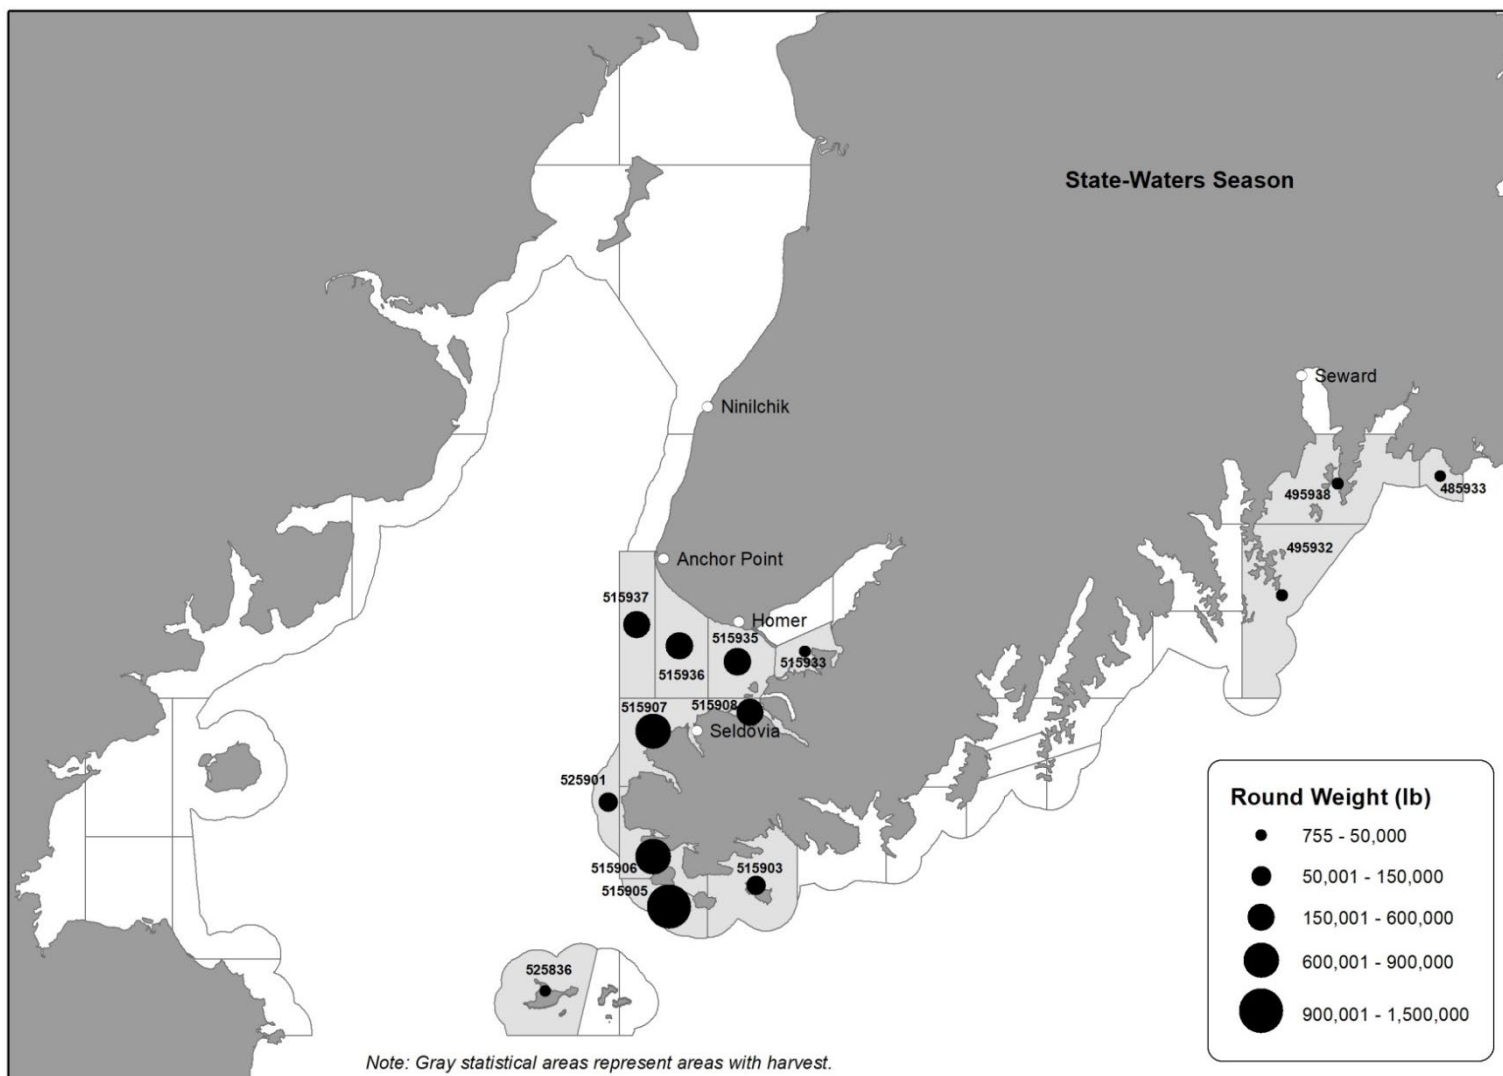 State-Waters Season
Seward
Ninilchik
495938
485933
495932
Anchor Point
515937
Homer
515935
515936
515933
515907
515908
Seldovia
525901
515906
515903
515905
525836
Round Weight (lb)
755 - 50,000
50,001 - 150,000
150,001 - 600,000
600,001 - 900,000
900,001 - 1,500,000
Note: Gray statistical areas represent areas with harvest.